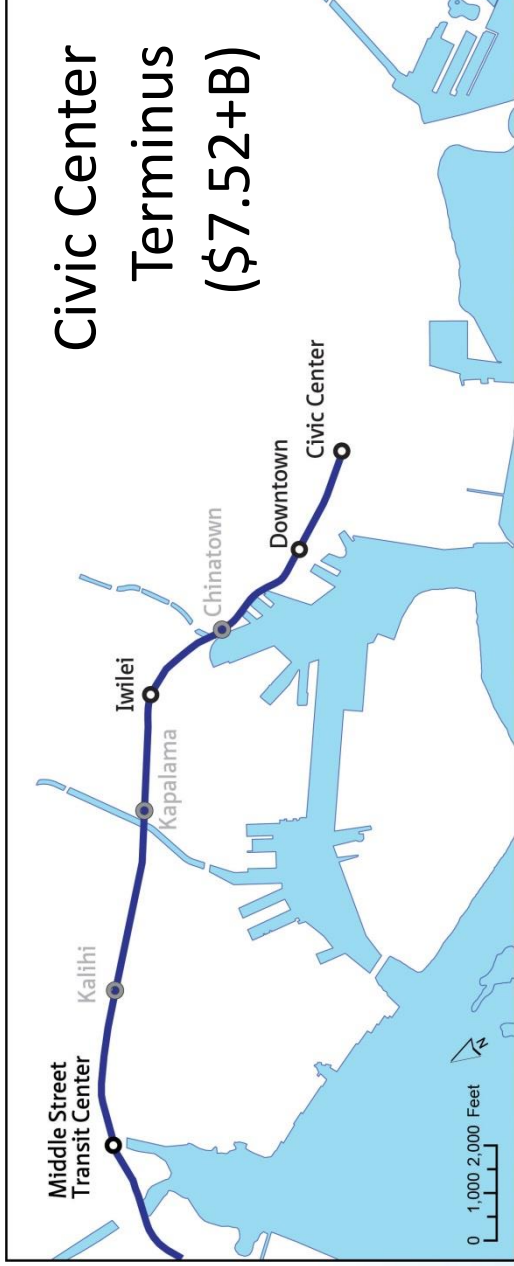 Civic Center
Terminus
($7.52+B)
Middle Street
Transit Center
Kalihi
Kapalama
Iwilei
Chinatown
Downtown
Civic Center
0 1,000 2,000 Feet
N